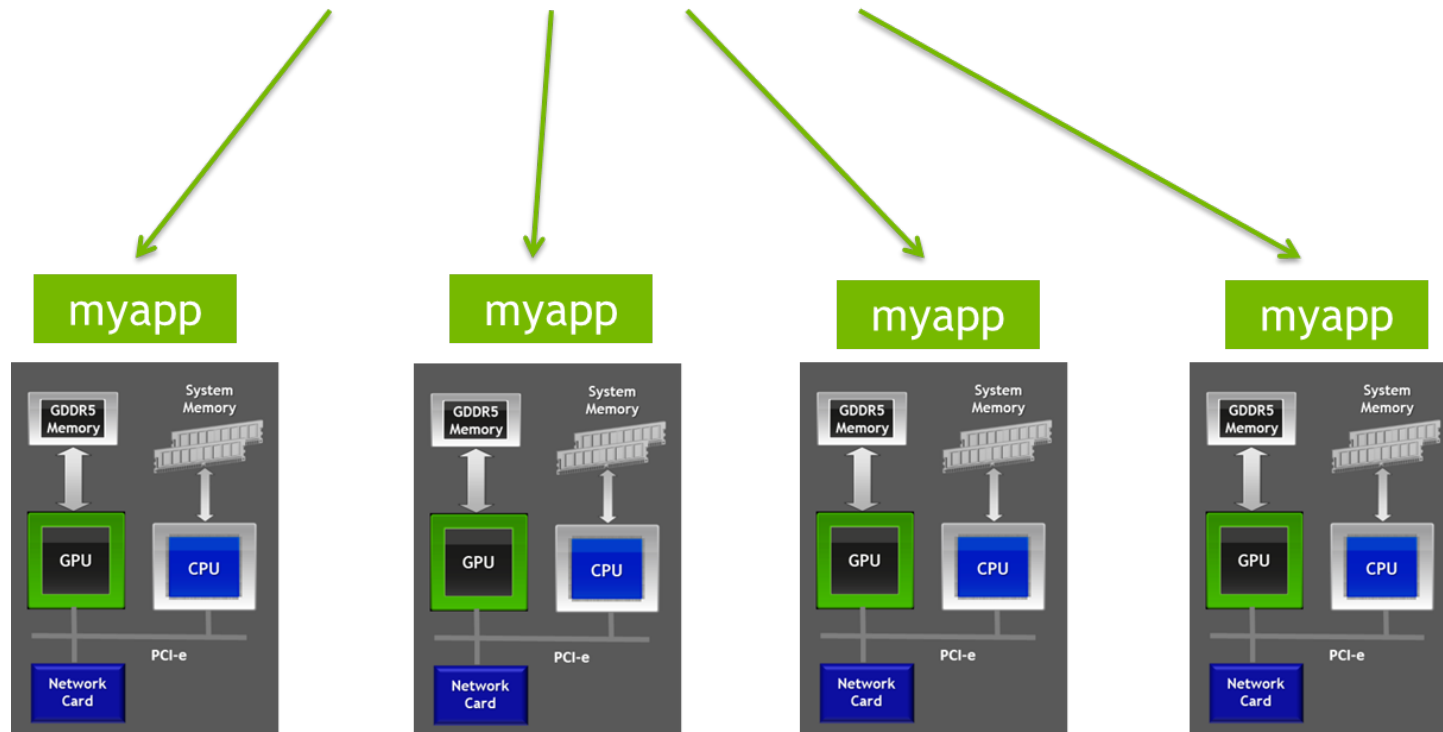 myapp
myapp
myapp
myapp
GDDR5
Memory
System
Memory
GPU
CPU
PCI-e
Network
Card
GDDR5
Memory
System
Memory
GPU
CPU
PCI-e
Network
Card
GDDR5
Memory
System
Memory
GPU
CPU
PCI-e
Network
Card
GDDR5
Memory
System
Memory
GPU
CPU
PCI-e
Network
Card